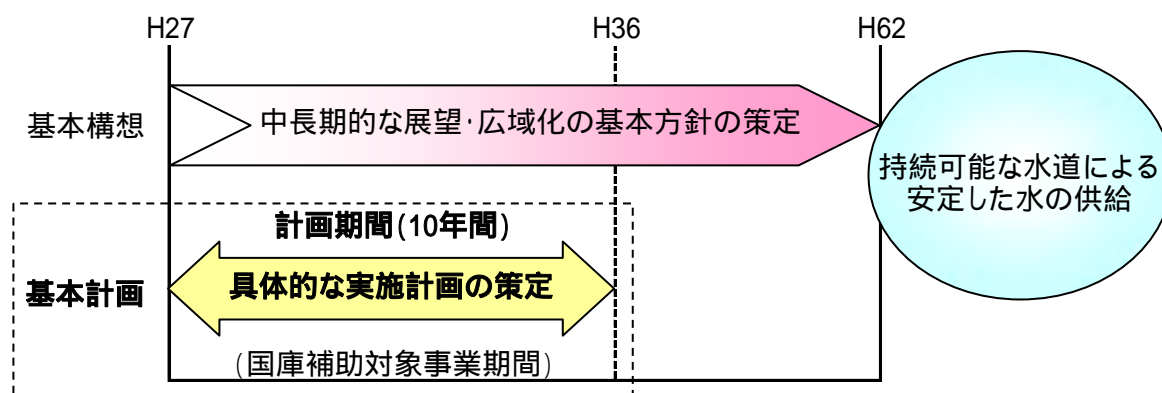 H27
H36
H62
基本構想
中長期的な展望・広域化の基本方針の策定
持続可能な水道による
安定した水の供給
計画期間(10年間)
基本計画
具体的な実施計画の策定
(国庫補助対象事業期間)